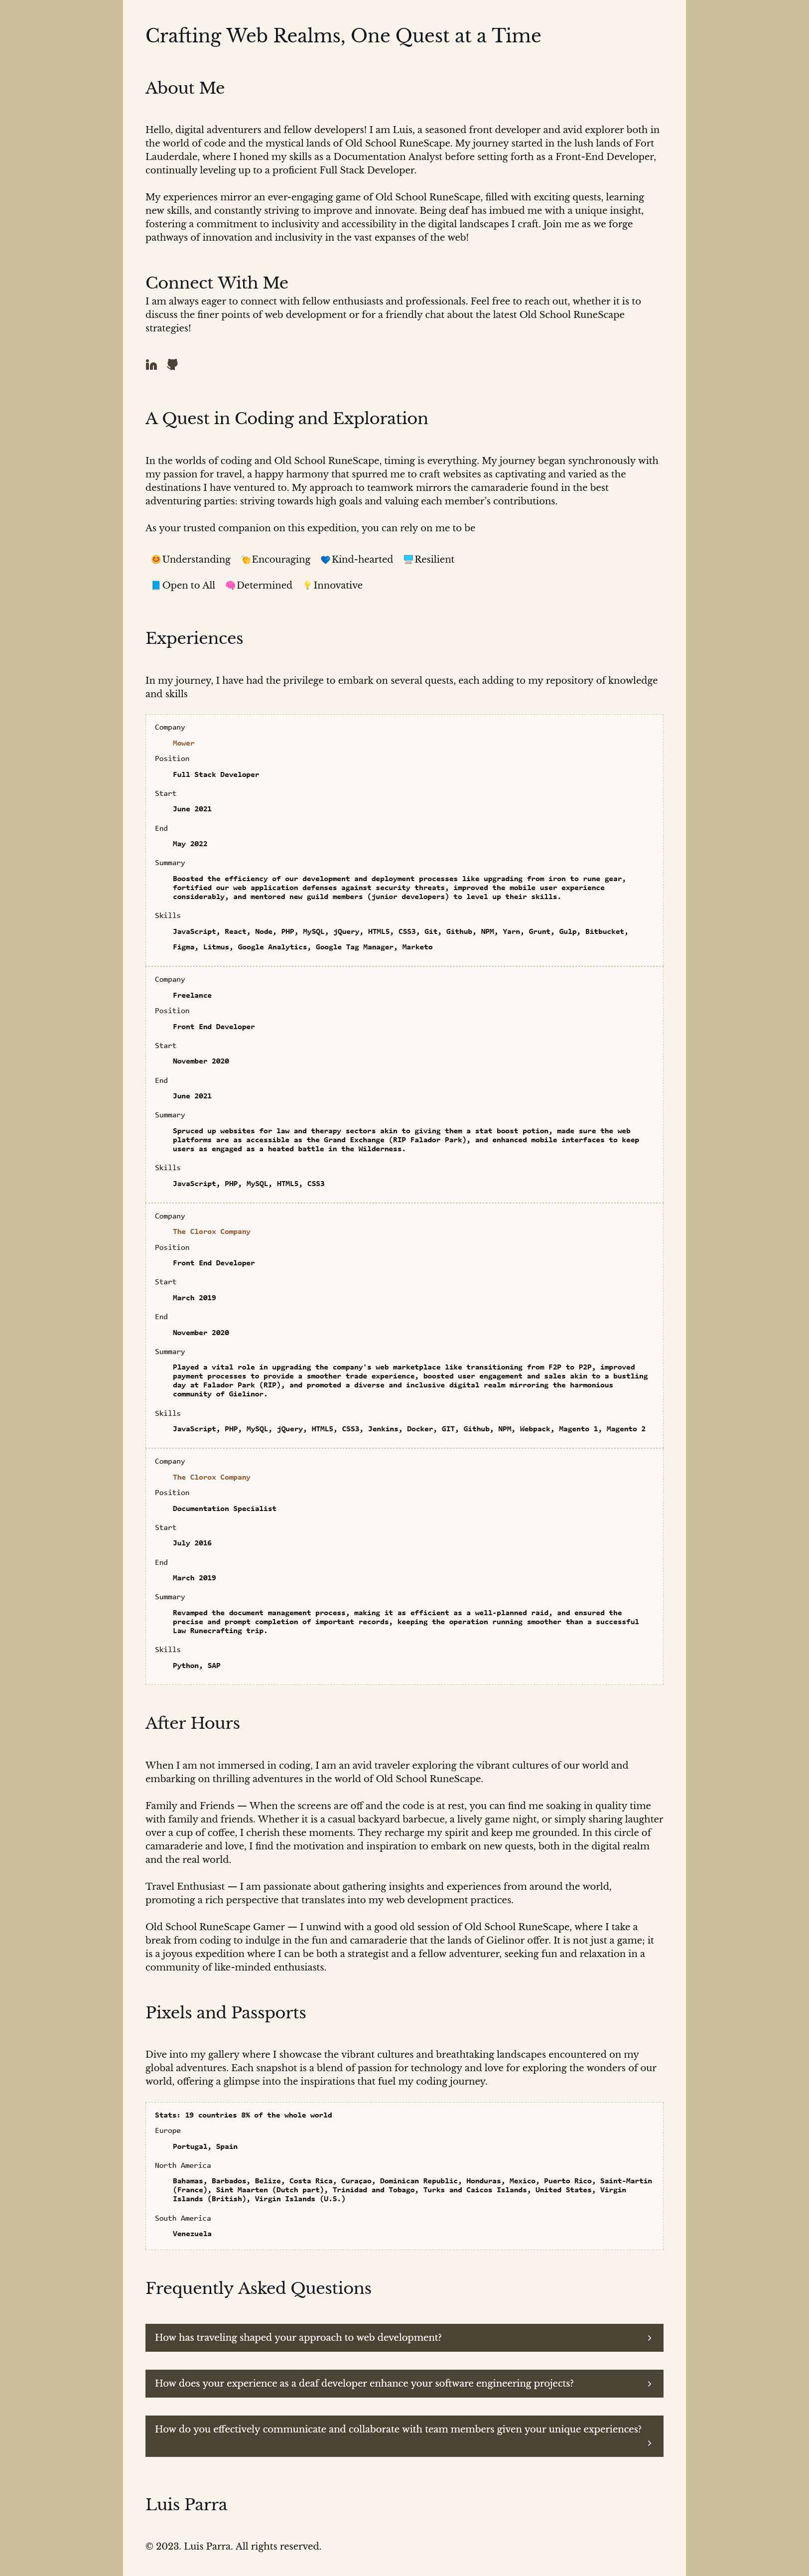 Crafting Web Realms, One Quest at a Time
About Me
Hello, digital adventurers and fellow developers! I am Luis, a seasoned front developer and avid explorer both in
the world of code and the mystical lands of Old School RuneScape. My journey started in the lush lands of Fort
Lauderdale, where I honed my skills as a Documentation Analyst before setting forth as a Front-End Developer,
continually leveling up to a proficient Full Stack Developer.
My experiences mirror an ever-engaging game of Old School RuneScape, filled with exciting quests, learning
new skills, and constantly striving to improve and innovate. Being deaf has imbued me with a unique insight,
fostering a commitment to inclusivity and accessibility in the digital landscapes I craft. Join me as we forge
pathways of innovation and inclusivity in the vast expanses of the web!
Connect With Me
I am always eager to connect with fellow enthusiasts and professionals. Feel free to reach out, whether it is to
discuss the finer points of web development or for a friendly chat about the latest Old School RuneScape
strategies!
A Quest in Coding and Exploration
In the worlds of coding and Old School RuneScape, timing is everything. My journey began synchronously with
my passion for travel, a happy harmony that spurred me to craft websites as captivating and varied as the
destinations I have ventured to. My approach to teamwork mirrors the camaraderie found in the best
adventuring parties: striving towards high goals and valuing each member's contributions.
As your trusted companion on this expedition, you can rely on me to be
Understanding Encouraging Kind-hearted Resilient
Open to All Determined Innovative
Experiences
In my journey, I have had the privilege to embark on several quests, each adding to my repository of knowledge
and skills
Company
Mower
Position
Full Stack Developer
Start
June 2021
End
May 2022
Summary
Boosted the efficiency of our development and deployment processes like upgrading from iron to rune gear,
fortified our web application defenses against security threats, improved the mobile user experience
considerably, and mentored new guild members (junior developers) to level up their skills.
Skills
JavaScript, React, Node, PHP, MySQL, jQuery, HTML5, CSS3, Git, Github, NPM, Yarn, Grunt, Gulp, Bitbucket,
Figma, Litmus, Google Analytics, Google Tag Manager, Marketo
Company
Freelance
Position
Front End Developer
Start
November 2020
End
June 2021
Summary
Spruced up websites for law and therapy sectors akin to giving them a stat boost potion, made sure the web
platforms are as accessible as the Grand Exchange (RIP Falador Park), and enhanced mobile interfaces to keep
users as engaged as a heated battle in the Wilderness.
Skills
JavaScript, PHP, MySQL, HTML5, CSS3
Company
The Clorox Company
Position
Front End Developer
Start
March 2019
End
November 2020
Summary
Played a vital role in upgrading the company's web marketplace like transitioning from F2P to P2P, improved
payment processes to provide a smoother trade experience, boosted user engagement and sales akin to a bustling
day at Falador Park (RIP), and promoted a diverse and inclusive digital realm mirroring the harmonious
community of Gielinor.
Skills
JavaScript, PHP, MySQL, jQuery, HTML5, CSS3, Jenkins, Docker, GIT, Github, NPM, Webpack, Magento 1, Magento 2
Company
The Clorox Company
Position
Documentation Specialist
Start
July 2016
End
March 2019
Summary
Revamped the document management process, making it as efficient as a well-planned raid, and ensured the
precise and prompt completion of important records, keeping the operation running smoother than a successful
Law Runecrafting trip.
Skills
Python, SAP
After Hours
When I am not immersed in coding, I am an avid traveler exploring the vibrant cultures of our world and
embarking on thrilling adventures in the world of Old School RuneScape.
Family and Friends — When the screens are off and the code is at rest, you can find me soaking in quality time
with family and friends. Whether it is a casual backyard barbecue, a lively game night, or simply sharing laughter
over a cup of coffee, I cherish these moments. They recharge my spirit and keep me grounded. In this circle of
camaraderie and love, I find the motivation and inspiration to embark on new quests, both in the digital realm
and the real world.
Travel Enthusiast — I am passionate about gathering insights and experiences from around the world,
promoting a rich perspective that translates into my web development practices.
Old School RuneScape Gamer — I unwind with a good old session of Old School RuneScape, where I take a
break from coding to indulge in the fun and camaraderie that the lands of Gielinor offer. It is not just a game; it
is a joyous expedition where I can be both a strategist and a fellow adventurer, seeking fun and relaxation in a
community of like-minded enthusiasts.
Pixels and Passports
Dive into my gallery where I showcase the vibrant cultures and breathtaking landscapes encountered on my
global adventures. Each snapshot is a blend of passion for technology and love for exploring the wonders of our
world, offering a glimpse into the inspirations that fuel my coding journey.
Stats: 19 countries 8% of the whole world
Europe
Portugal, Spain
North America
Bahamas, Barbados, Belize, Costa Rica, Curaçao, Dominican Republic, Honduras, Mexico, Puerto Rico, Saint-Martin
(France), Sint Maarten (Dutch part), Trinidad and Tobago, Turks and Caicos Islands, United States, Virgin
Islands (British), Virgin Islands (U.S.)
South America
Venezuela
Frequently Asked Questions
How has traveling shaped your approach to web development?
How does your experience as a deaf developer enhance your software engineering projects?
How do you effectively communicate and collaborate with team members given your unique experiences?
Luis Parra
© 2023. Luis Parra. All rights reserved.